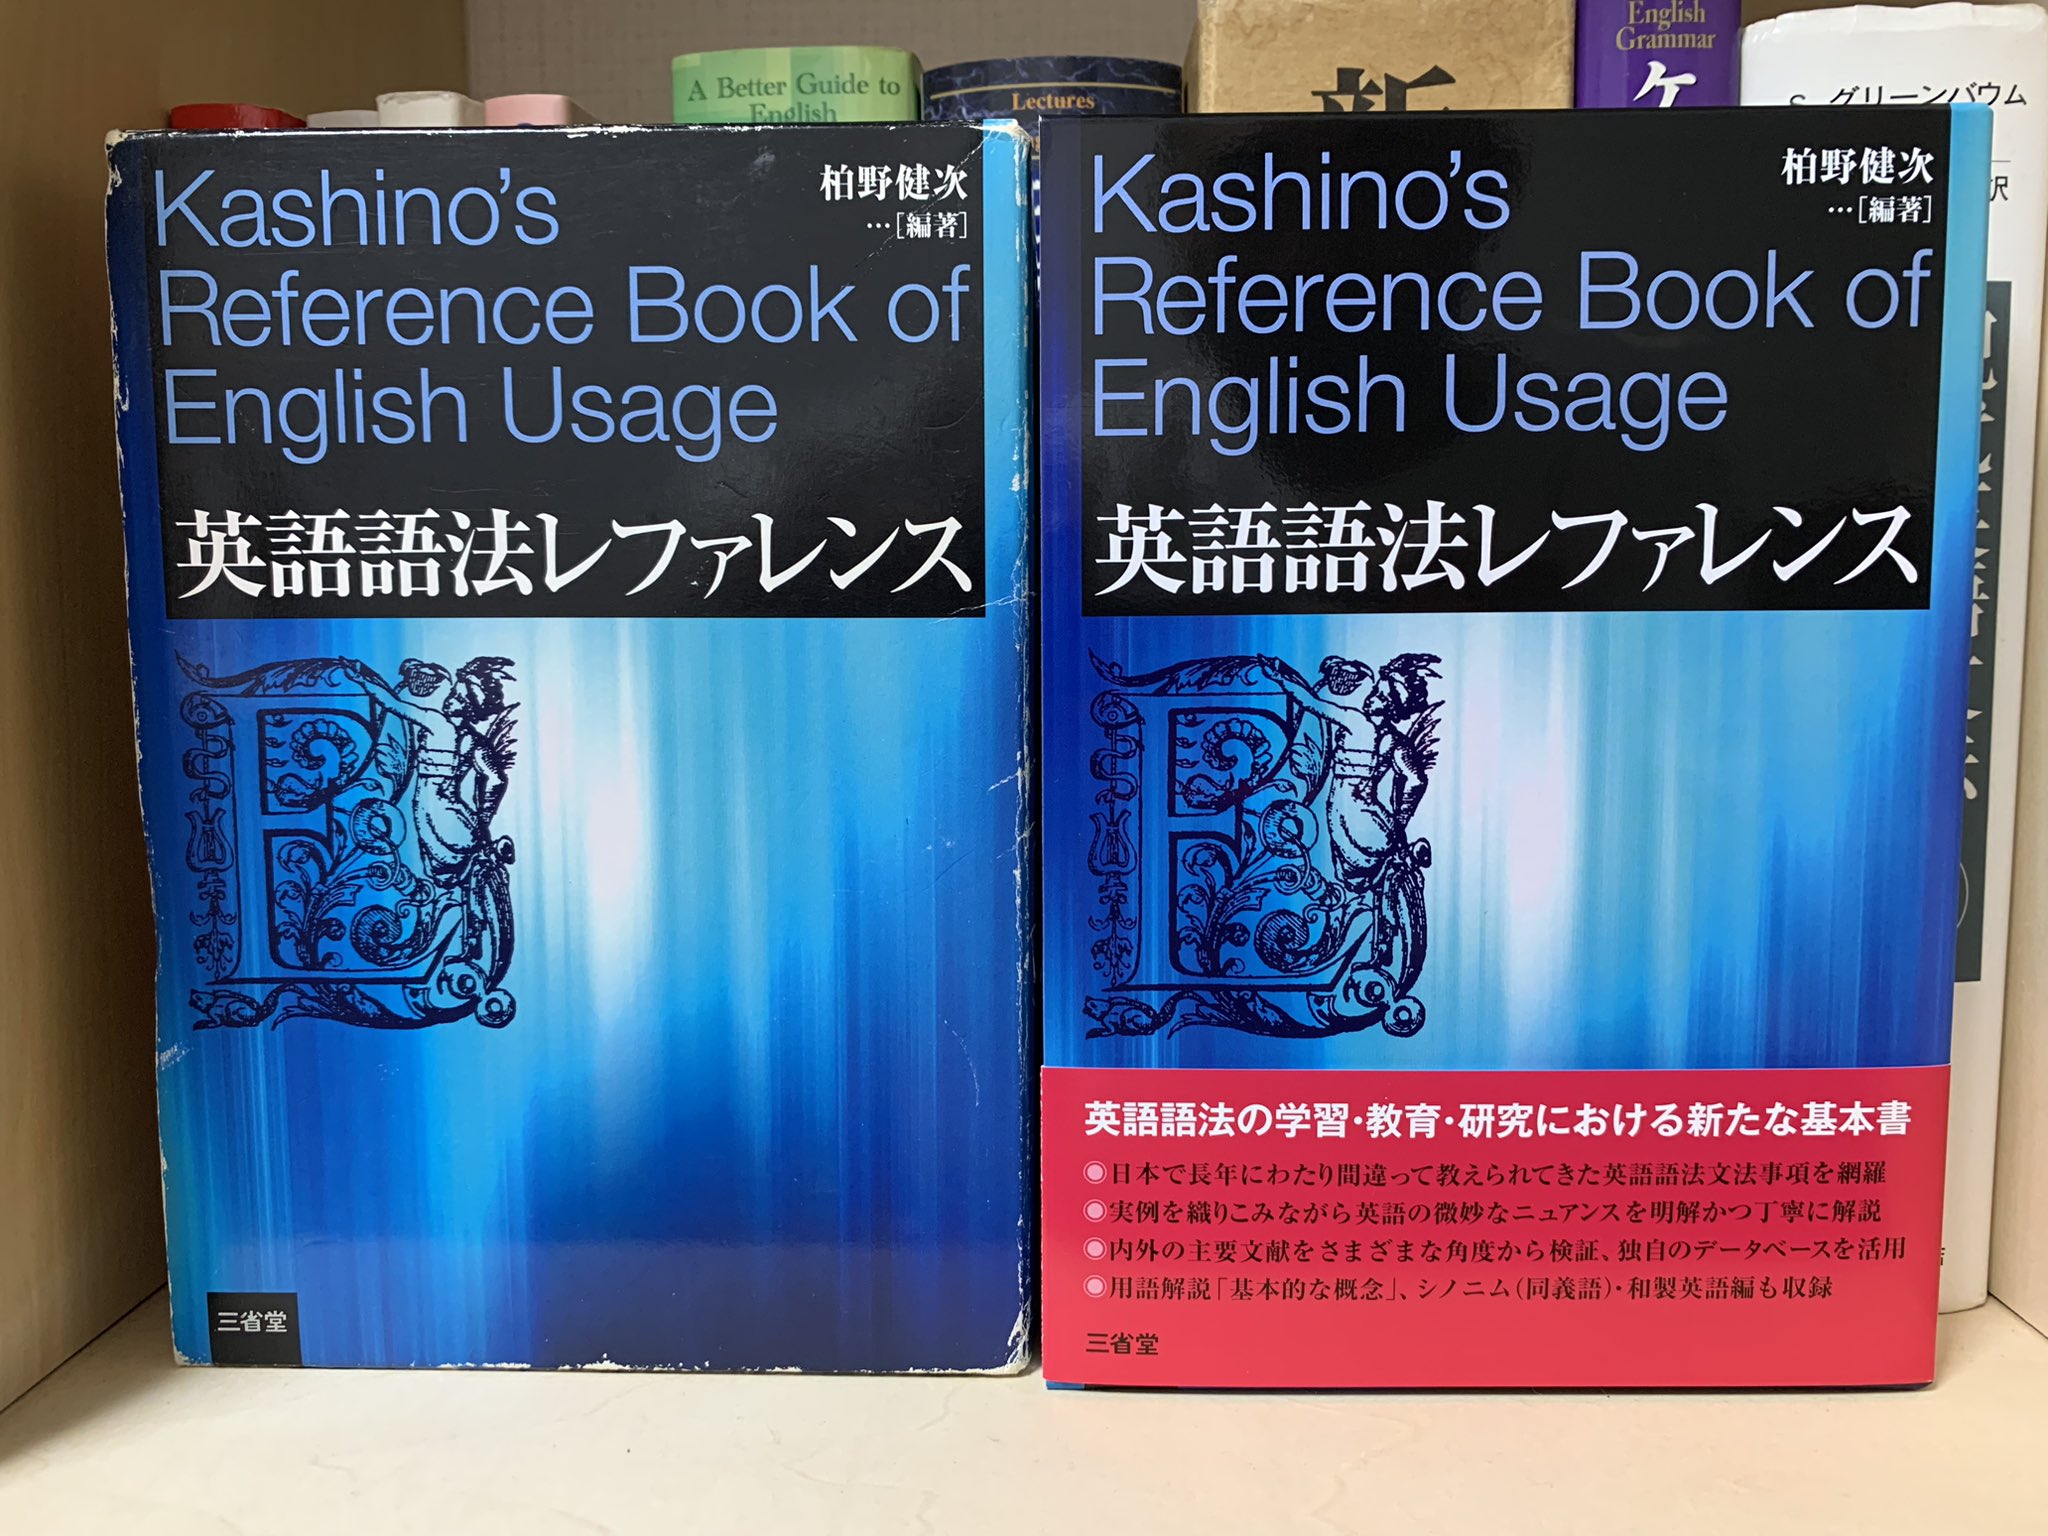 A Better Guide to
English
Lectures
English
Grammar
ケ
S
グリーンバウム
訳
Kashino's
Reference Book of
English Usage
柏野健次
…[編著]
英語語法レファレンス
三省堂
Kashino's
Reference Book of
English Usage
柏野健次
…[編著]
英語語法レファレンス
英語語法の学習・教育・研究における新たな基本書
◉日本で長年にわたり間違って教えられてきた英語語法文法事項を網羅
◉実例を織りこみながら英語の微妙なニュアンスを明解かつ丁寧に解説
◉内外の主要文献をさまざまな角度から検証、独自のデータベースを活用
◉用語解説「基本的な概念」、シノニム(同義語)・和製英語編も収録
三省堂